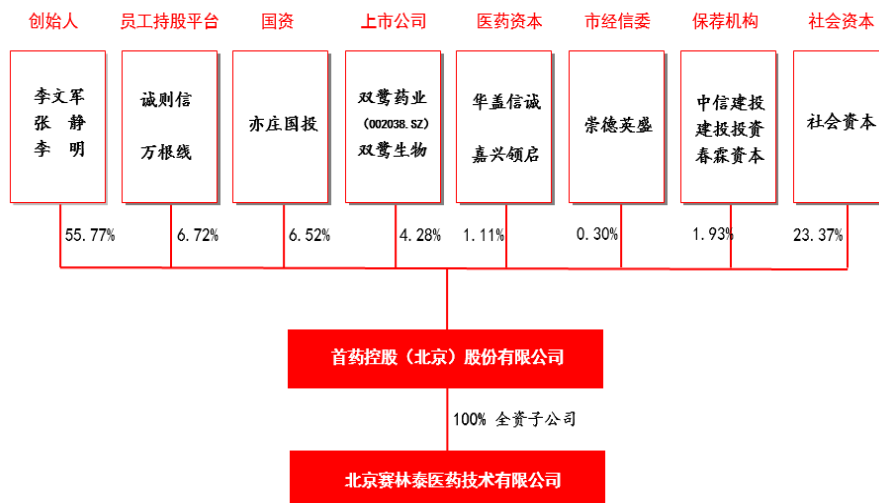 创始人 员工持股平台 国资 上市公司 医药资本 市经信委 保荐机构 社会资本
李文军
张 静
李 明
诚则信
万根线
亦庄国投
双鹭药业
(002038.SZ)
双鹭生物
华盖信诚
嘉兴领启
崇德英盛
中信建投
建投投资
春霖资本
社会资本
55.77% 6.72% 6.52% 4.28% 1.11% 0.30% 1.93% 23.37%
首药控股（北京）股份有限公司
100% 全资子公司
北京赛林泰医药技术有限公司